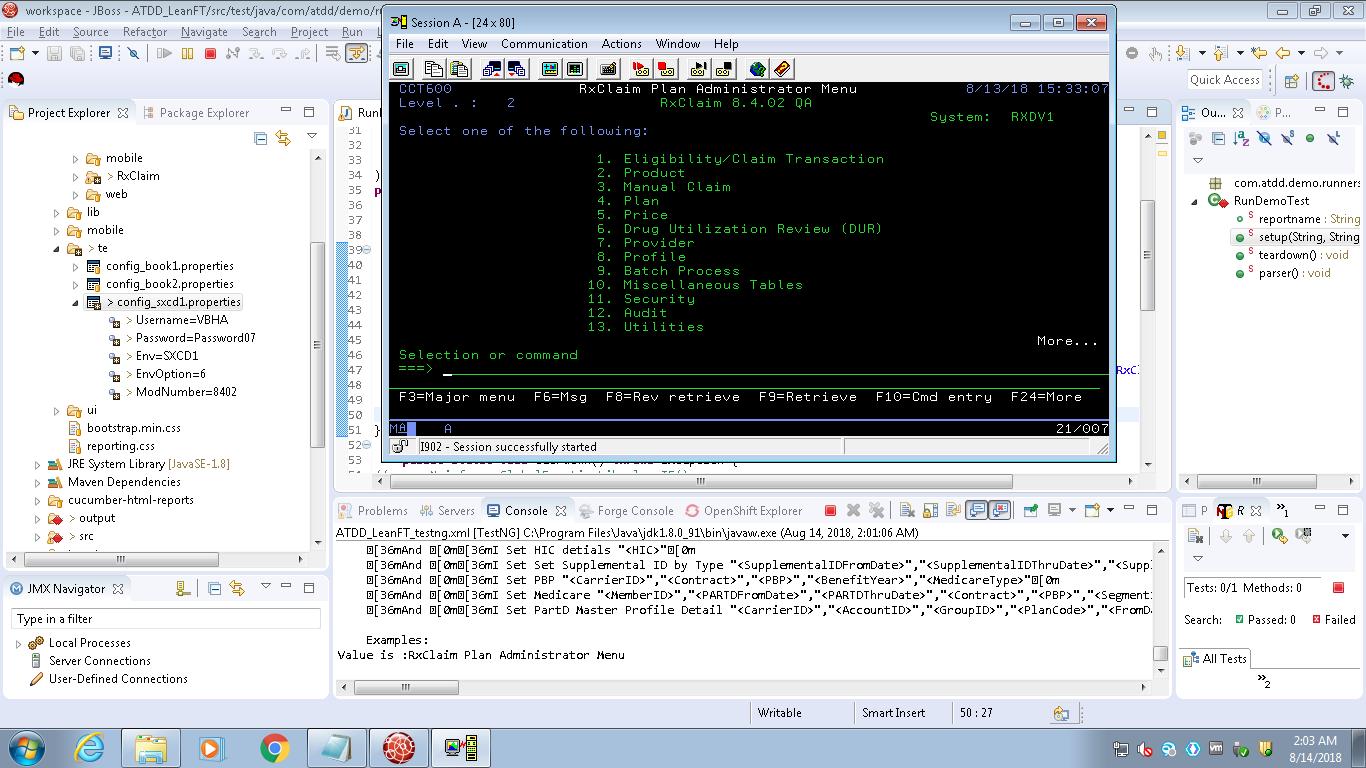 workspace - JBoss - ATDD_LeanFT/src/test/java/com/atdd/demo/r
File Edit Source Refactor Navigate Search Project Run
Quick Access
Project Explorer
Package Explorer
mobile
> RxClaim
web
lib
mobile
> te
config_book1.properties
config_book2.properties
> config_sxcd1.properties
> Username=VBHA
> Password=Password07
> Env=SXCD1
> EnvOption=6
> ModNumber=8402
ui
bootstrap.min.css
reporting.css
JRE System Library [JavaSE-1.8]
Maven Dependencies
cucumber-html-reports
> output
> src
JMX Navigator
Type in a filter
Local Processes
Server Connections
User-Defined Connections
Run
31
32
33
34 )
35 p
36
37
38
39
40
41
42
43
44
45
46
47
48
49
50
51 }
52
53
RxCl
Session A - [24 x 80]
File Edit View Communication Actions Window Help
CCT600 RxClaim Plan Administrator Menu 8/13/18 15:33:07
Level . : 2 RxClaim 8.4.02 QA
System: RXDV1
Select one of the following:
1. Eligibility/Claim Transaction
2. Product
3. Manual Claim
4. Plan
5. Price
6. Drug Utilization Review (DUR)
7. Provider
8. Profile
9. Batch Process
10. Miscellaneous Tables
11. Security
12. Audit
13. Utilities
More...
Selection or command
===> _
F3=Major menu F6=Msg F8=Rev retrieve F9=Retrieve F10=Cmd entry F24=More
MA A 21/007
I902 - Session successfully started
Ou...
P...
com.atdd.demo.runners
RunDemoTest
reportname : String
setup(String, String
teardown() : void
parser() : void
Problems Servers Console Forge Console OpenShift Explorer
ATDD_LeanFT_testng.xml [TestNG] C:\Program Files\Java\jdk1.8.0_91\bin\javaw.exe (Aug 14, 2018, 2:01:06 AM)
[36mAnd [0m[36mI Set HIC detials "<HIC>"[0m
[36mAnd [0m[36mI Set Set Supplemental ID by Type "<SupplementalIDFromDate>","<SupplementalIDThruDate>","<Suppl
[36mAnd [0m[36mI Set PBP "<CarrierID>","<Contract>","<PBP>","<BenefitYear>","<MedicareType>"[0m
[36mAnd [0m[36mI Set Medicare "<MemberID>","<PARTDFromDate>","<PARTDThruDate>","<Contract>","<PBP>","<Segment
[36mAnd [0m[36mI Set PartD Master Profile Detail "<CarrierID>","<AccountID>","<GroupID>","<PlanCode>","<FromDa
Examples:
Value is :RxClaim Plan Administrator Menu
P R »1
Tests: 0/1 Methods: 0
Search: Passed: 0 Failed
All Tests
»2
Writable Smart Insert 50 : 27
2:03 AM
8/14/2018